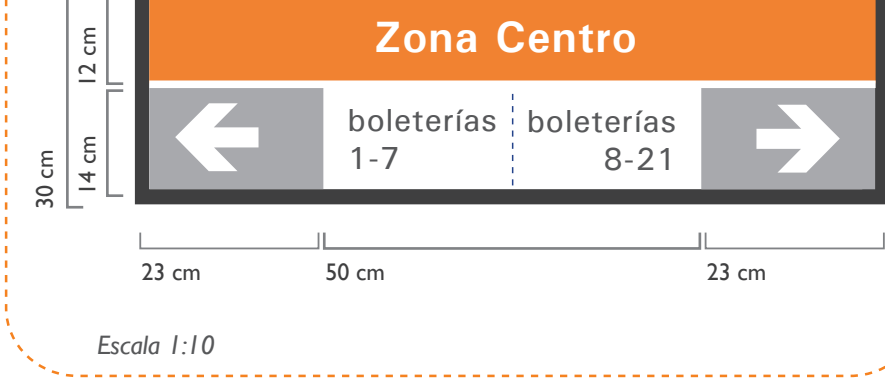 Zona Centro
12 cm
boleterías
1-7
boleterías
8-21
14 cm
30 cm
23 cm
50 cm
23 cm
Escala 1:10